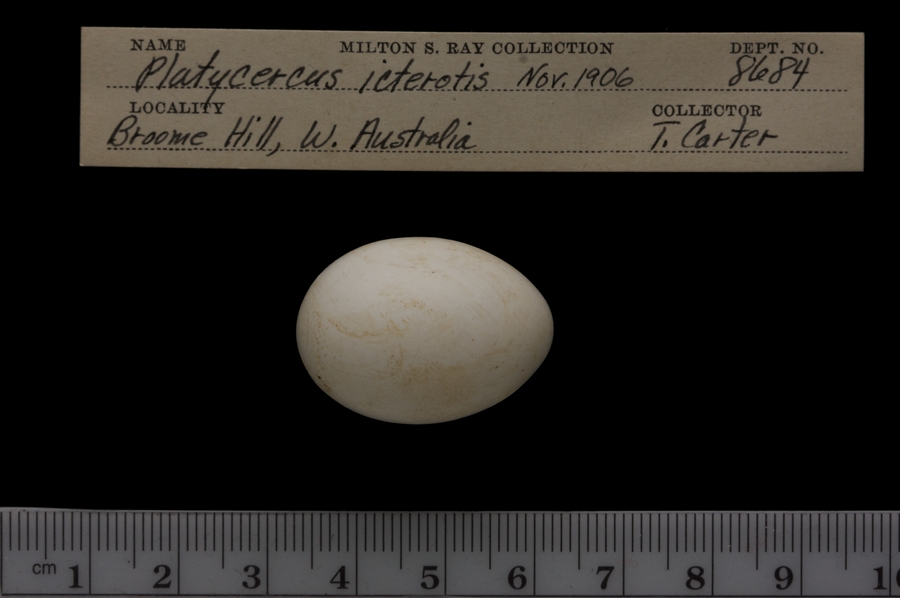 NAME MILTON S. RAY COLLECTION DEPT. NO.
Platycercus icterotis Nov. 1906 8684
LOCALITY COLLECTOR
Broome Hill, W. Australia T. Carter
cm 1 2 3 4 5 6 7 8 9 10